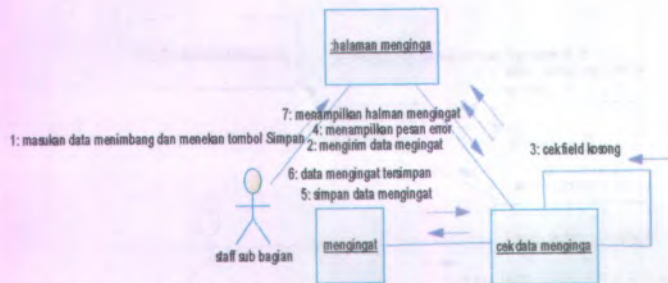 :halaman menginga
7: menampilkan halman mengingat
4: menampilkan pesan error
1: masukan data menimbang dan menekan tombol Simpan
2: mengirim data megingat
3: cekfield kosong
6: data mengingat tersimpan
5: simpan data mengingat
staff sub bagian
mengingat
cek data menginga